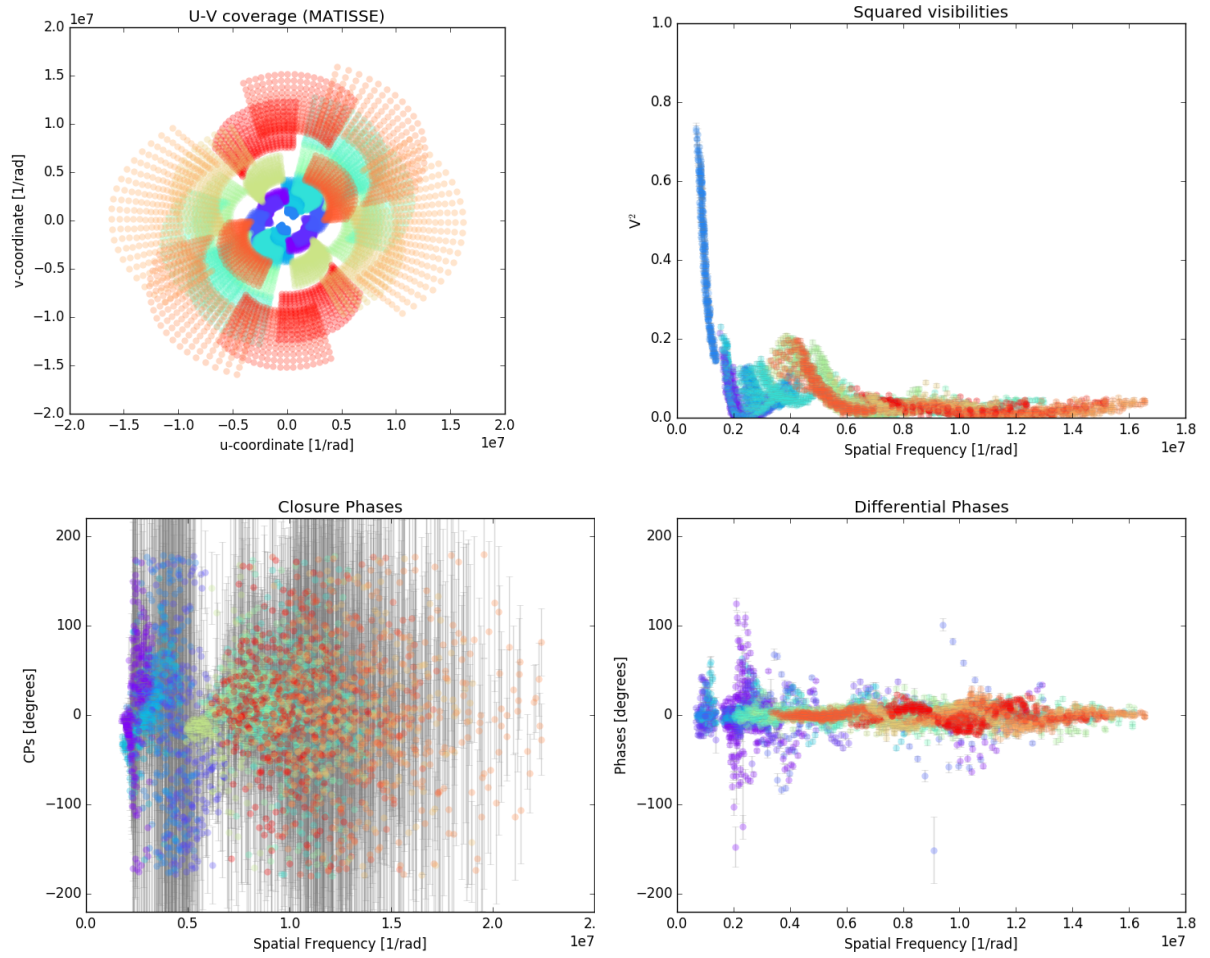 U-V coverage (MATISSE)
1e7
2.0
1.5
1.0
0.5
0.0
−0.5
−1.0
−1.5
−2.0
v-coordinate [1/rad]
−2.0 −1.5 −1.0 −0.5 0.0 0.5 1.0 1.5 2.0
1e7
u-coordinate [1/rad]
Squared visibilities
1.0
0.8
0.6
0.4
0.2
0.0
V²
0.0 0.2 0.4 0.6 0.8 1.0 1.2 1.4 1.6 1.8
1e7
Spatial Frequency [1/rad]
Closure Phases
200
100
0
−100
−200
CPs [degrees]
0.0 0.5 1.0 1.5 2.0 2.
1e7
Spatial Frequency [1/rad]
Differential Phases
200
100
0
−100
−200
Phases [degrees]
0.0 0.2 0.4 0.6 0.8 1.0 1.2 1.4 1.6 1.8
1e7
Spatial Frequency [1/rad]